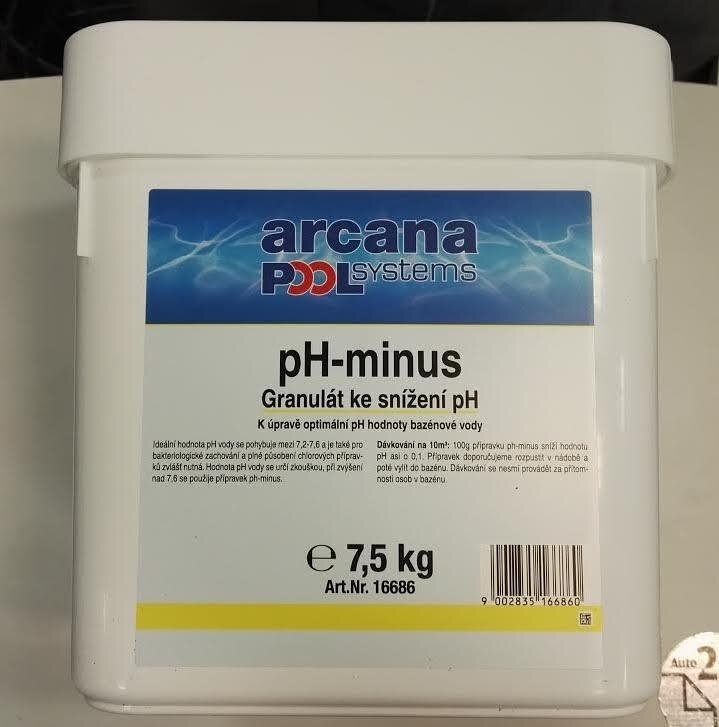 arcana
POOL systems
pH-minus
Granulát ke snížení pH
K úpravě optimální pH hodnoty bazénové vody
Ideální hodnota pH vody se pohybuje mezi 7,2-7,6 a je také pro
bakteriologické zachování a plné působení chlorových příprav-
ků zvlášť nutná. Hodnota pH vody se určí zkouškou, při zvýšení
nad 7,6 se použije přípravek ph-minus.
Dávkování na 10m³: 100g přípravku ph-minus sníží hodnotu
pH asi o 0,1. Přípravek doporučujeme rozpustit v nádobě a
poté vylít do bazénu. Dávkování se nesmí provádět za přítom-
nosti osob v bazénu.
℮ 7,5 kg
Art.Nr. 16686
9 002835 166860
Auto 2